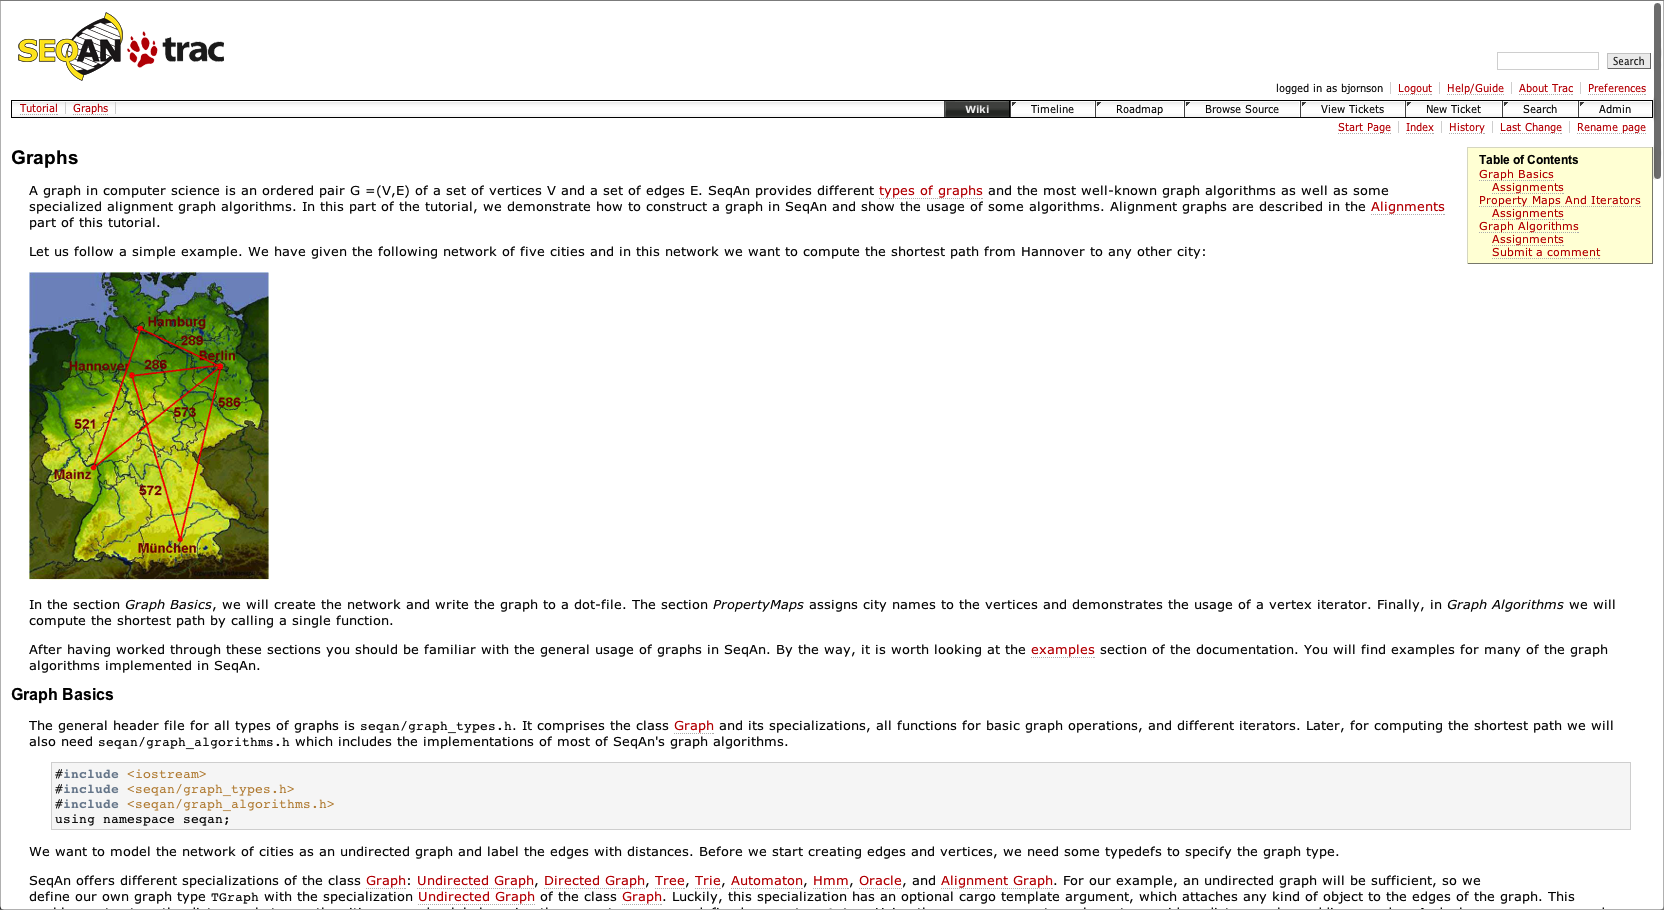 SEQAN trac
Search
logged in as bjornson Logout Help/Guide About Trac Preferences
Tutorial Graphs Wiki Timeline Roadmap Browse Source View Tickets New Ticket Search Admin
Start Page Index History Last Change Rename page
Graphs
Table of Contents
Graph Basics
Assignments
Property Maps And Iterators
Assignments
Graph Algorithms
Assignments
Submit a comment
A graph in computer science is an ordered pair G =(V,E) of a set of vertices V and a set of edges E. SeqAn provides different types of graphs and the most well-known graph algorithms as well as some
specialized alignment graph algorithms. In this part of the tutorial, we demonstrate how to construct a graph in SeqAn and show the usage of some algorithms. Alignment graphs are described in the Alignments
part of this tutorial.
Let us follow a simple example. We have given the following network of five cities and in this network we want to compute the shortest path from Hannover to any other city:
Hamburg
289
Berlin
Hannover 286
586
573
521
Mainz
572
München
In the section Graph Basics, we will create the network and write the graph to a dot-file. The section PropertyMaps assigns city names to the vertices and demonstrates the usage of a vertex iterator. Finally, in Graph Algorithms we will
compute the shortest path by calling a single function.
After having worked through these sections you should be familiar with the general usage of graphs in SeqAn. By the way, it is worth looking at the examples section of the documentation. You will find examples for many of the graph
algorithms implemented in SeqAn.
Graph Basics
The general header file for all types of graphs is seqan/graph_types.h. It comprises the class Graph and its specializations, all functions for basic graph operations, and different iterators. Later, for computing the shortest path we will
also need seqan/graph_algorithms.h which includes the implementations of most of SeqAn's graph algorithms.
#include <iostream>
#include <seqan/graph_types.h>
#include <seqan/graph_algorithms.h>
using namespace seqan;
We want to model the network of cities as an undirected graph and label the edges with distances. Before we start creating edges and vertices, we need some typedefs to specify the graph type.
SeqAn offers different specializations of the class Graph: Undirected Graph, Directed Graph, Tree, Trie, Automaton, Hmm, Oracle, and Alignment Graph. For our example, an undirected graph will be sufficient, so we
define our own graph type TGraph with the specialization Undirected Graph of the class Graph. Luckily, this specialization has an optional cargo template argument, which attaches any kind of object to the edges of the graph. This